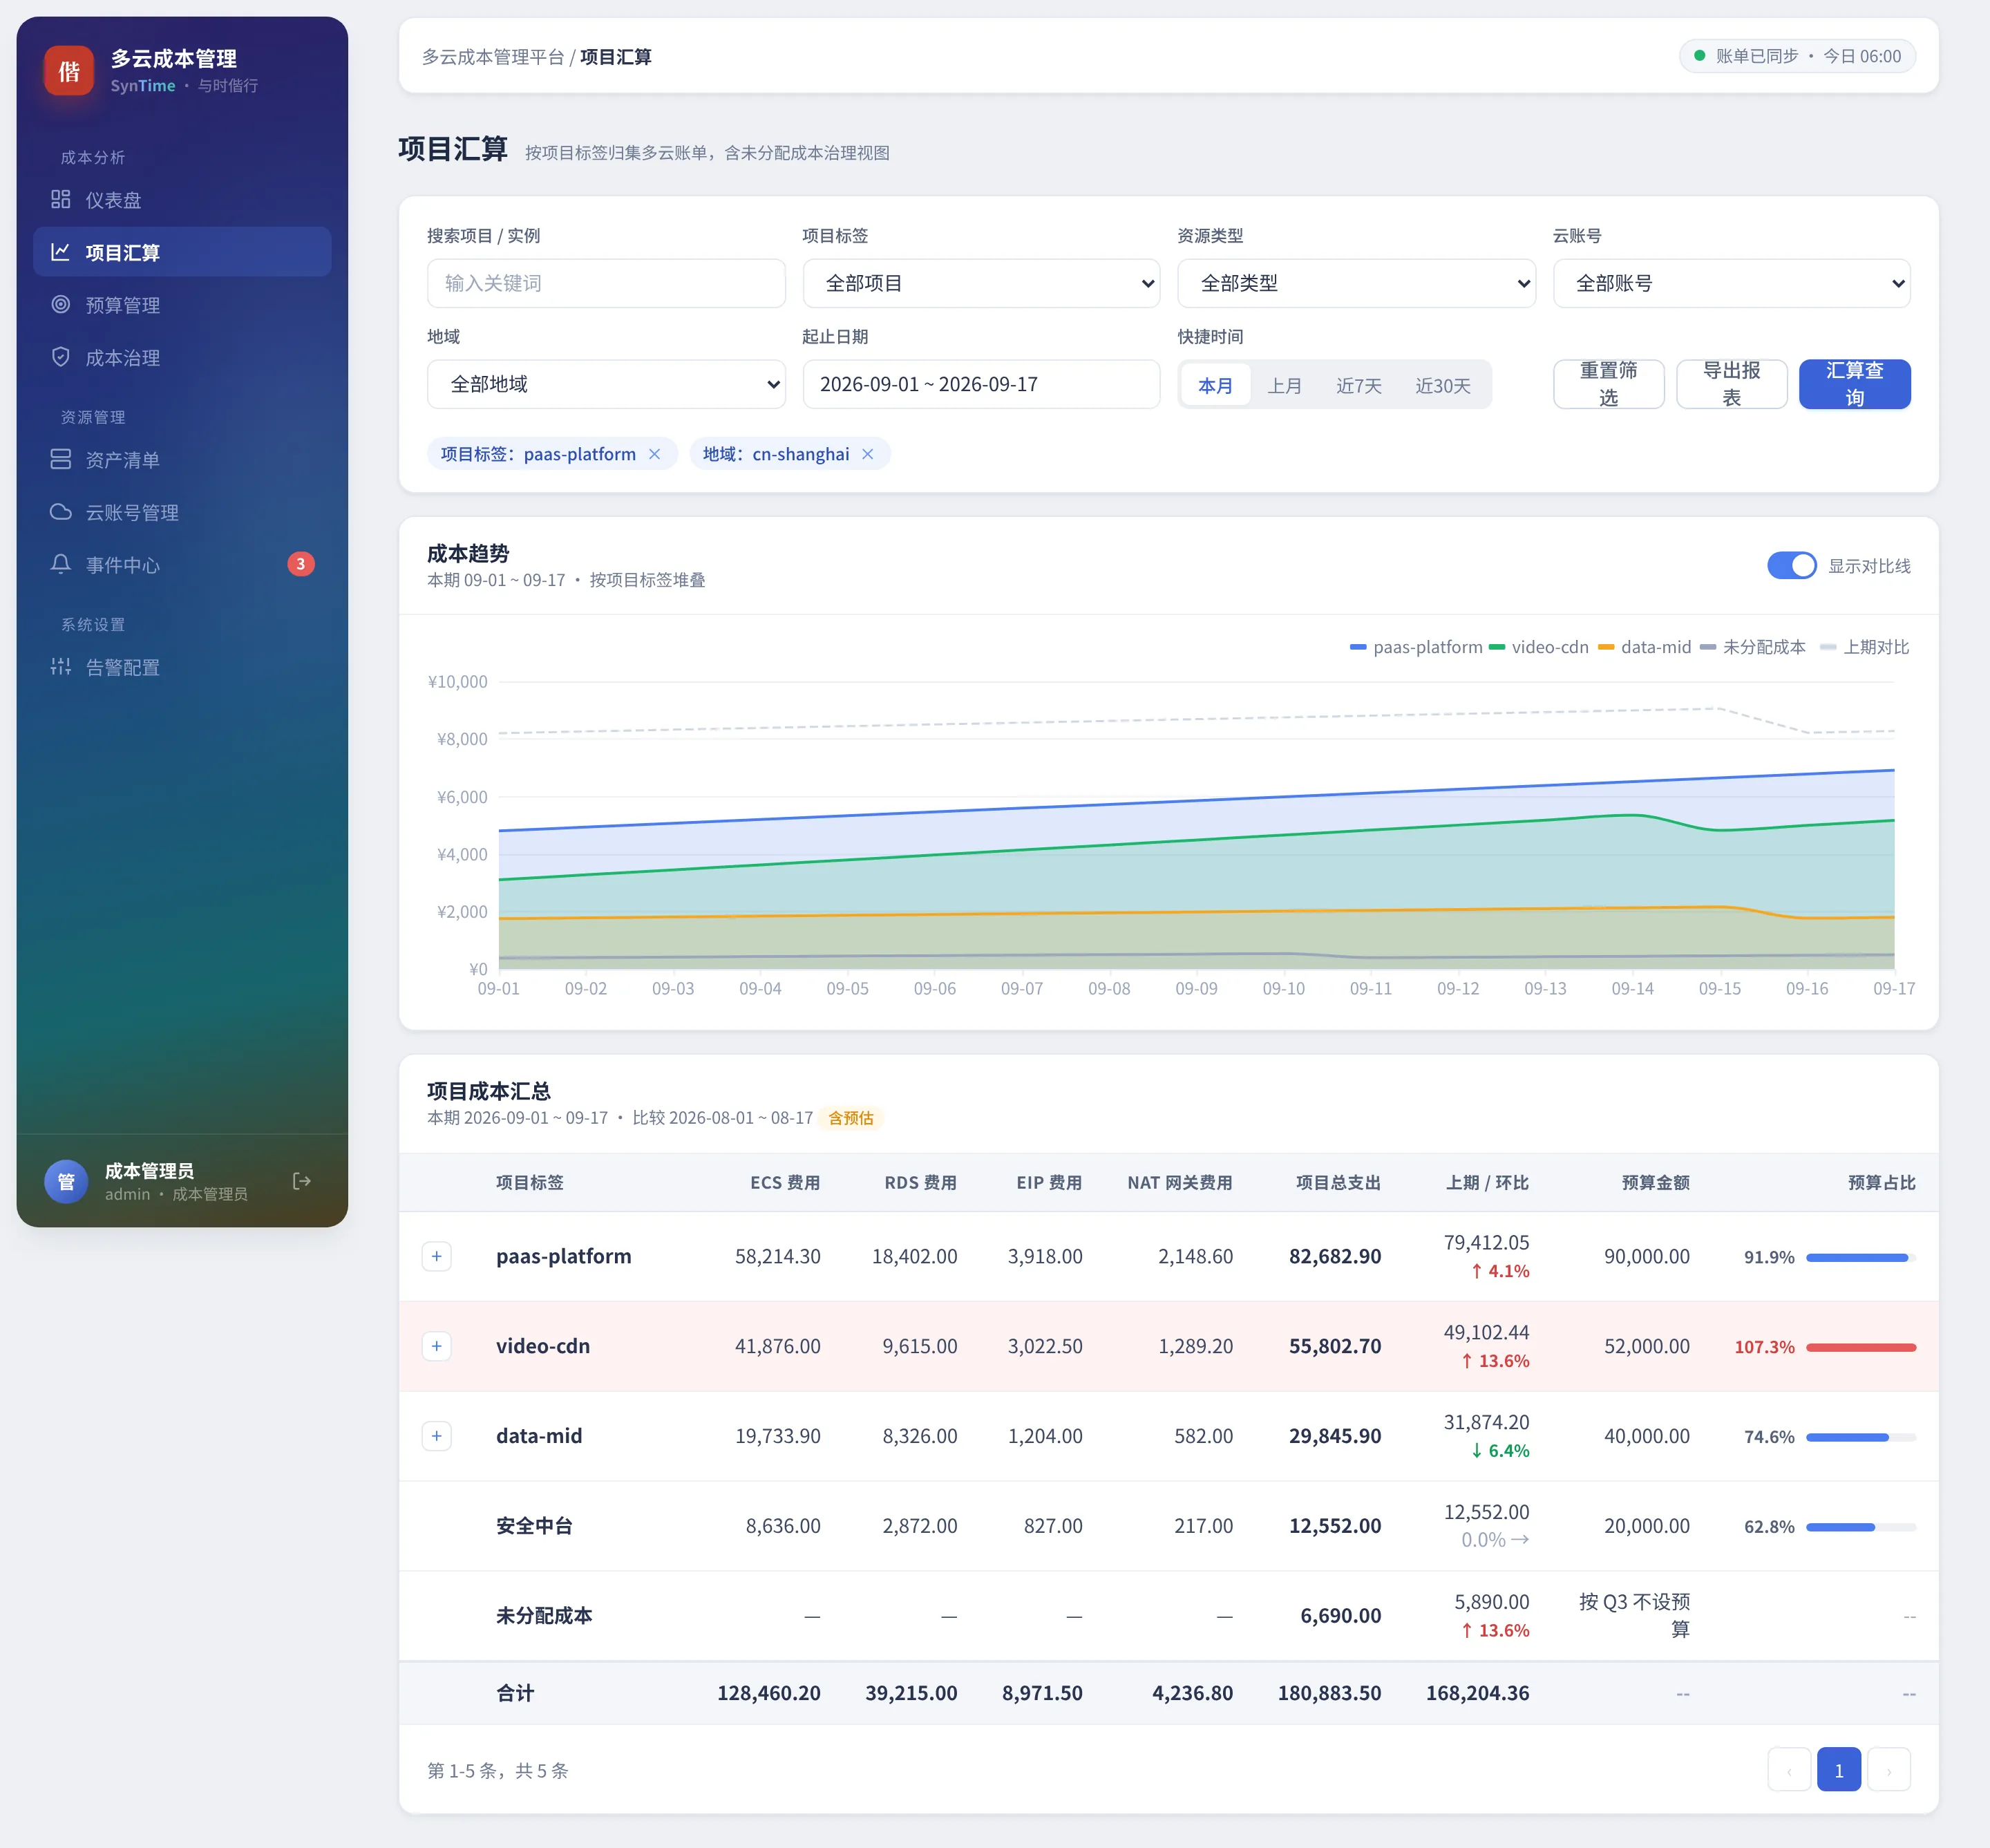 偕
多云成本管理
SynTime · 与时偕行
成本分析
仪表盘
项目汇算
预算管理
成本治理
资源管理
资产清单
云账号管理
事件中心 3
系统设置
告警配置
管
成本管理员
admin · 成本管理员
多云成本管理平台 / 项目汇算
账单已同步 · 今日 06:00
项目汇算 按项目标签归集多云账单，含未分配成本治理视图
搜索项目 / 实例 项目标签 资源类型 云账号
输入关键词 全部项目 全部类型 全部账号
地域 起止日期 快捷时间
全部地域 2026-09-01 ~ 2026-09-17 本月 上月 近7天 近30天
重置筛
选
导出报
表
汇算查
询
项目标签：paas-platform × 地域：cn-shanghai ×
成本趋势
本期 09-01 ~ 09-17 · 按项目标签堆叠
显示对比线
paas-platform video-cdn data-mid 未分配成本 上期对比
¥10,000
¥8,000
¥6,000
¥4,000
¥2,000
¥0
09-01 09-02 09-03 09-04 09-05 09-06 09-07 09-08 09-09 09-10 09-11 09-12 09-13 09-14 09-15 09-16 09-17
项目成本汇总
本期 2026-09-01 ~ 09-17 · 比较 2026-08-01 ~ 08-17 含预估
项目标签 ECS 费用 RDS 费用 EIP 费用 NAT 网关费用 项目总支出 上期 / 环比 预算金额 预算占比
+ paas-platform 58,214.30 18,402.00 3,918.00 2,148.60 82,682.90 79,412.05 90,000.00 91.9%
↑ 4.1%
+ video-cdn 41,876.00 9,615.00 3,022.50 1,289.20 55,802.70 49,102.44 52,000.00 107.3%
↑ 13.6%
+ data-mid 19,733.90 8,326.00 1,204.00 582.00 29,845.90 31,874.20 40,000.00 74.6%
↓ 6.4%
安全中台 8,636.00 2,872.00 827.00 217.00 12,552.00 12,552.00 20,000.00 62.8%
0.0% →
未分配成本 — — — — 6,690.00 5,890.00 按 Q3 不设预 --
↑ 13.6% 算
合计 128,460.20 39,215.00 8,971.50 4,236.80 180,883.50 168,204.36 -- --
第 1-5 条，共 5 条
‹ 1 ›